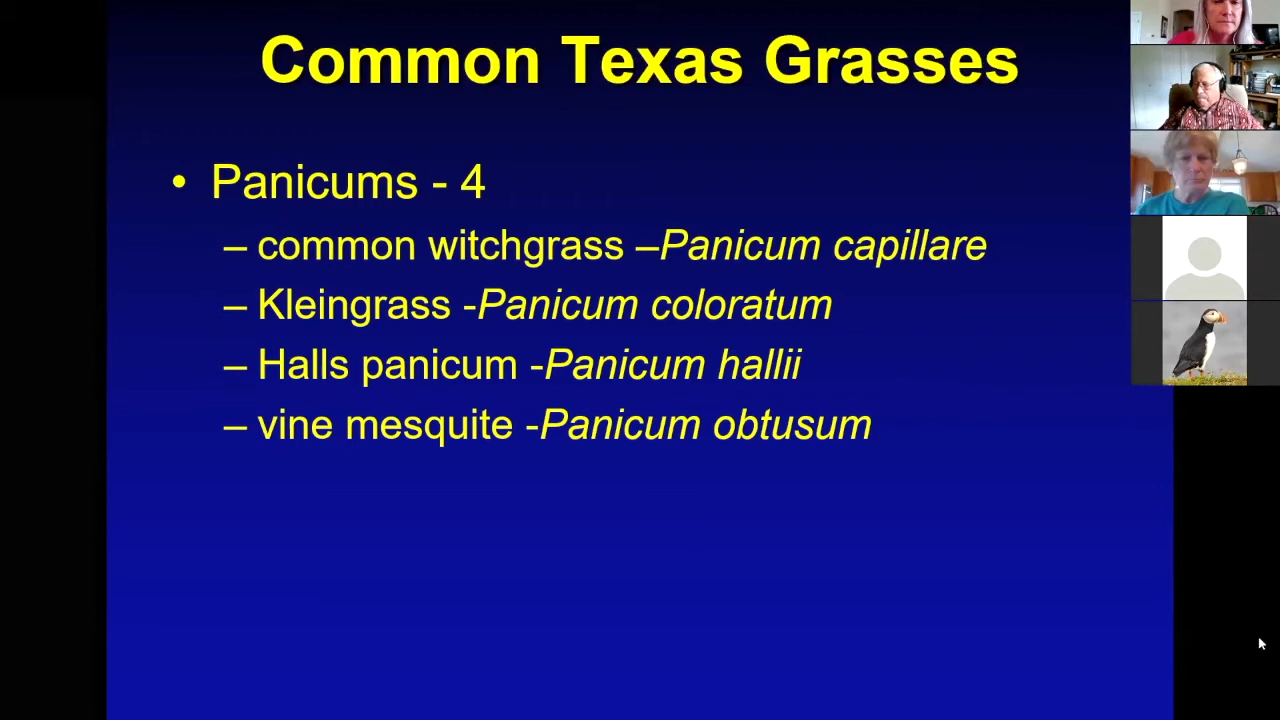 Common Texas Grasses
• Panicums - 4
– common witchgrass –Panicum capillare
– Kleingrass -Panicum coloratum
– Halls panicum -Panicum hallii
– vine mesquite -Panicum obtusum